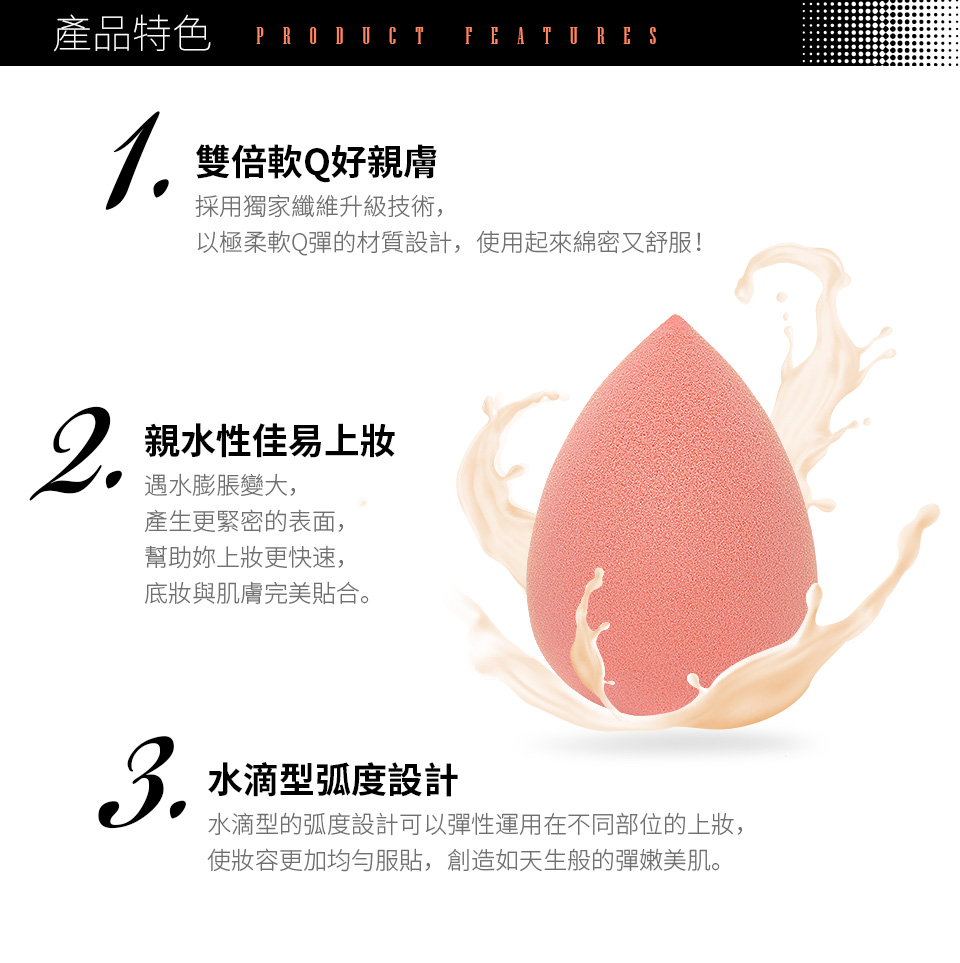 產品特色 PRODUCT FEATURES
1. 雙倍軟Q好親膚
採用獨家纖維升級技術，
以極柔軟Q彈的材質設計，使用起來綿密又舒服！
2. 親水性佳易上妝
遇水膨脹變大，
產生更緊密的表面，
幫助妳上妝更快速，
底妝與肌膚完美貼合。
3. 水滴型弧度設計
水滴型的弧度設計可以彈性運用在不同部位的上妝，
使妝容更加均勻服貼，創造如天生般的彈嫩美肌。